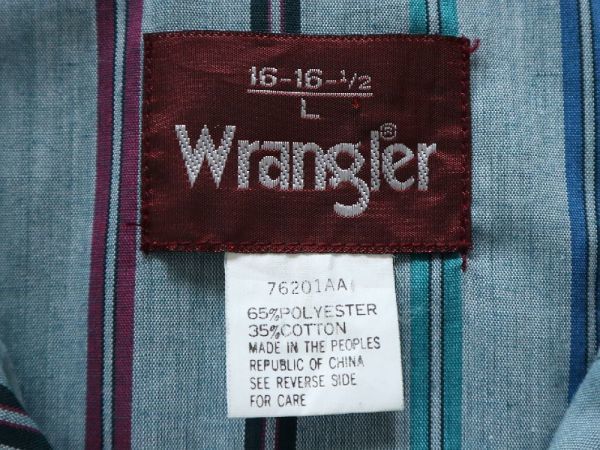 16-16-1/2
L
Wrangler®
76201AA
65%POLYESTER
35%COTTON
MADE IN THE PEOPLES
REPUBLIC OF CHINA
SEE REVERSE SIDE
FOR CARE